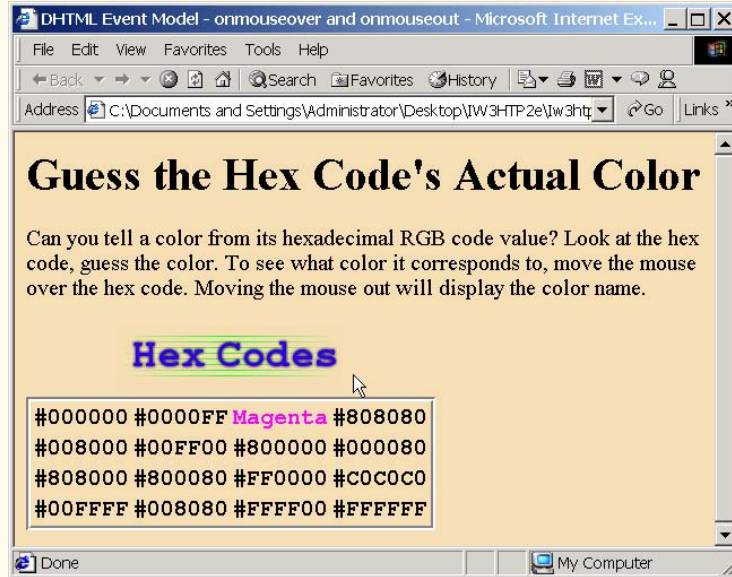 DHTML Event Model - onmouseover and onmouseout - Microsoft Internet Ex...
File Edit View Favorites Tools Help
Back Search Favorites History
Address C:\Documents and Settings\Administrator\Desktop\IW3HTP2e\Iw3htp Go Links »
Guess the Hex Code's Actual Color
Can you tell a color from its hexadecimal RGB code value? Look at the hex
code, guess the color. To see what color it corresponds to, move the mouse
over the hex code. Moving the mouse out will display the color name.
Hex Codes
#000000 #0000FF Magenta #808080
#008000 #00FF00 #800000 #000080
#808000 #800080 #FF0000 #C0C0C0
#00FFFF #008080 #FFFF00 #FFFFFF
Done My Computer